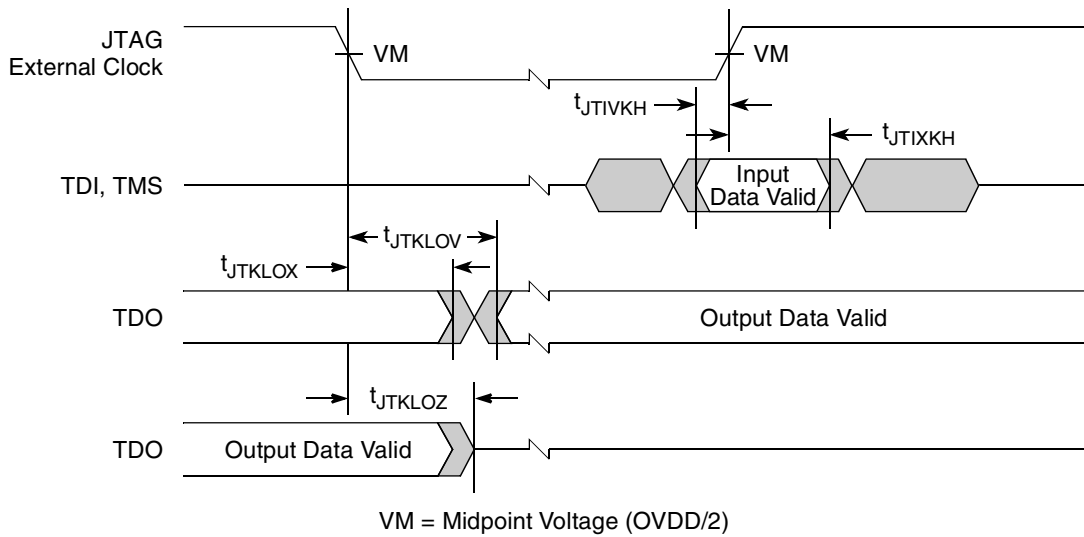 JTAG
External Clock
VM
VM
tJTIVKH
tJTIXKH
TDI, TMS
Input
Data Valid
tJTKLOV
tJTKLOX
TDO
Output Data Valid
tJTKLOZ
TDO
Output Data Valid
VM = Midpoint Voltage (OVDD/2)